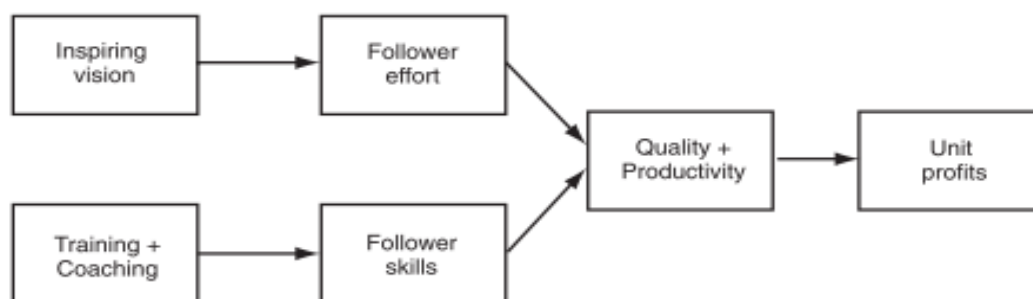 Inspiring
vision
Follower
effort
Quality +
Productivity
Unit
profits
Training +
Coaching
Follower
skills